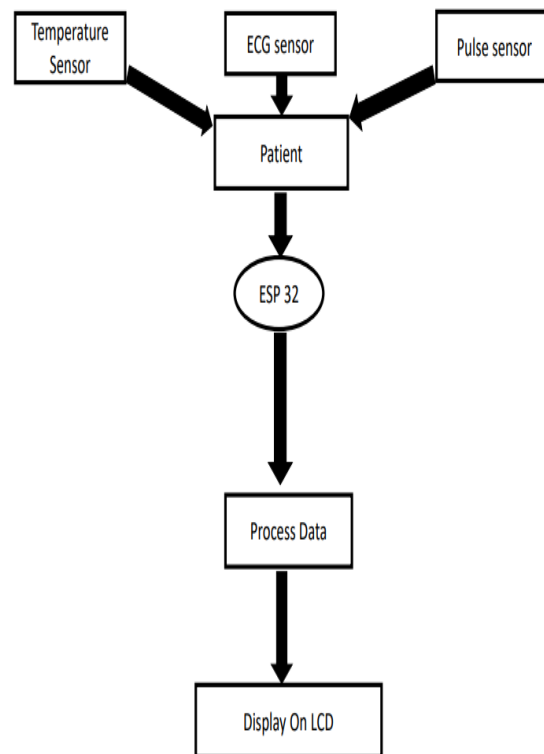 Temperature
Sensor
ECG sensor
Pulse sensor
Patient
ESP 32
Process Data
Display On LCD